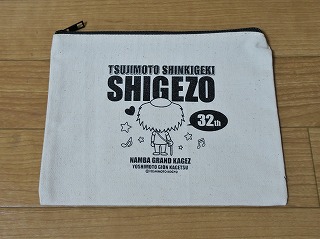 TSUJIMOTO SHINKIGEKI
SHIGEZO
32th
NAMBA GRAND KAGEZ
YOSHIMOTO GION KAGETSU